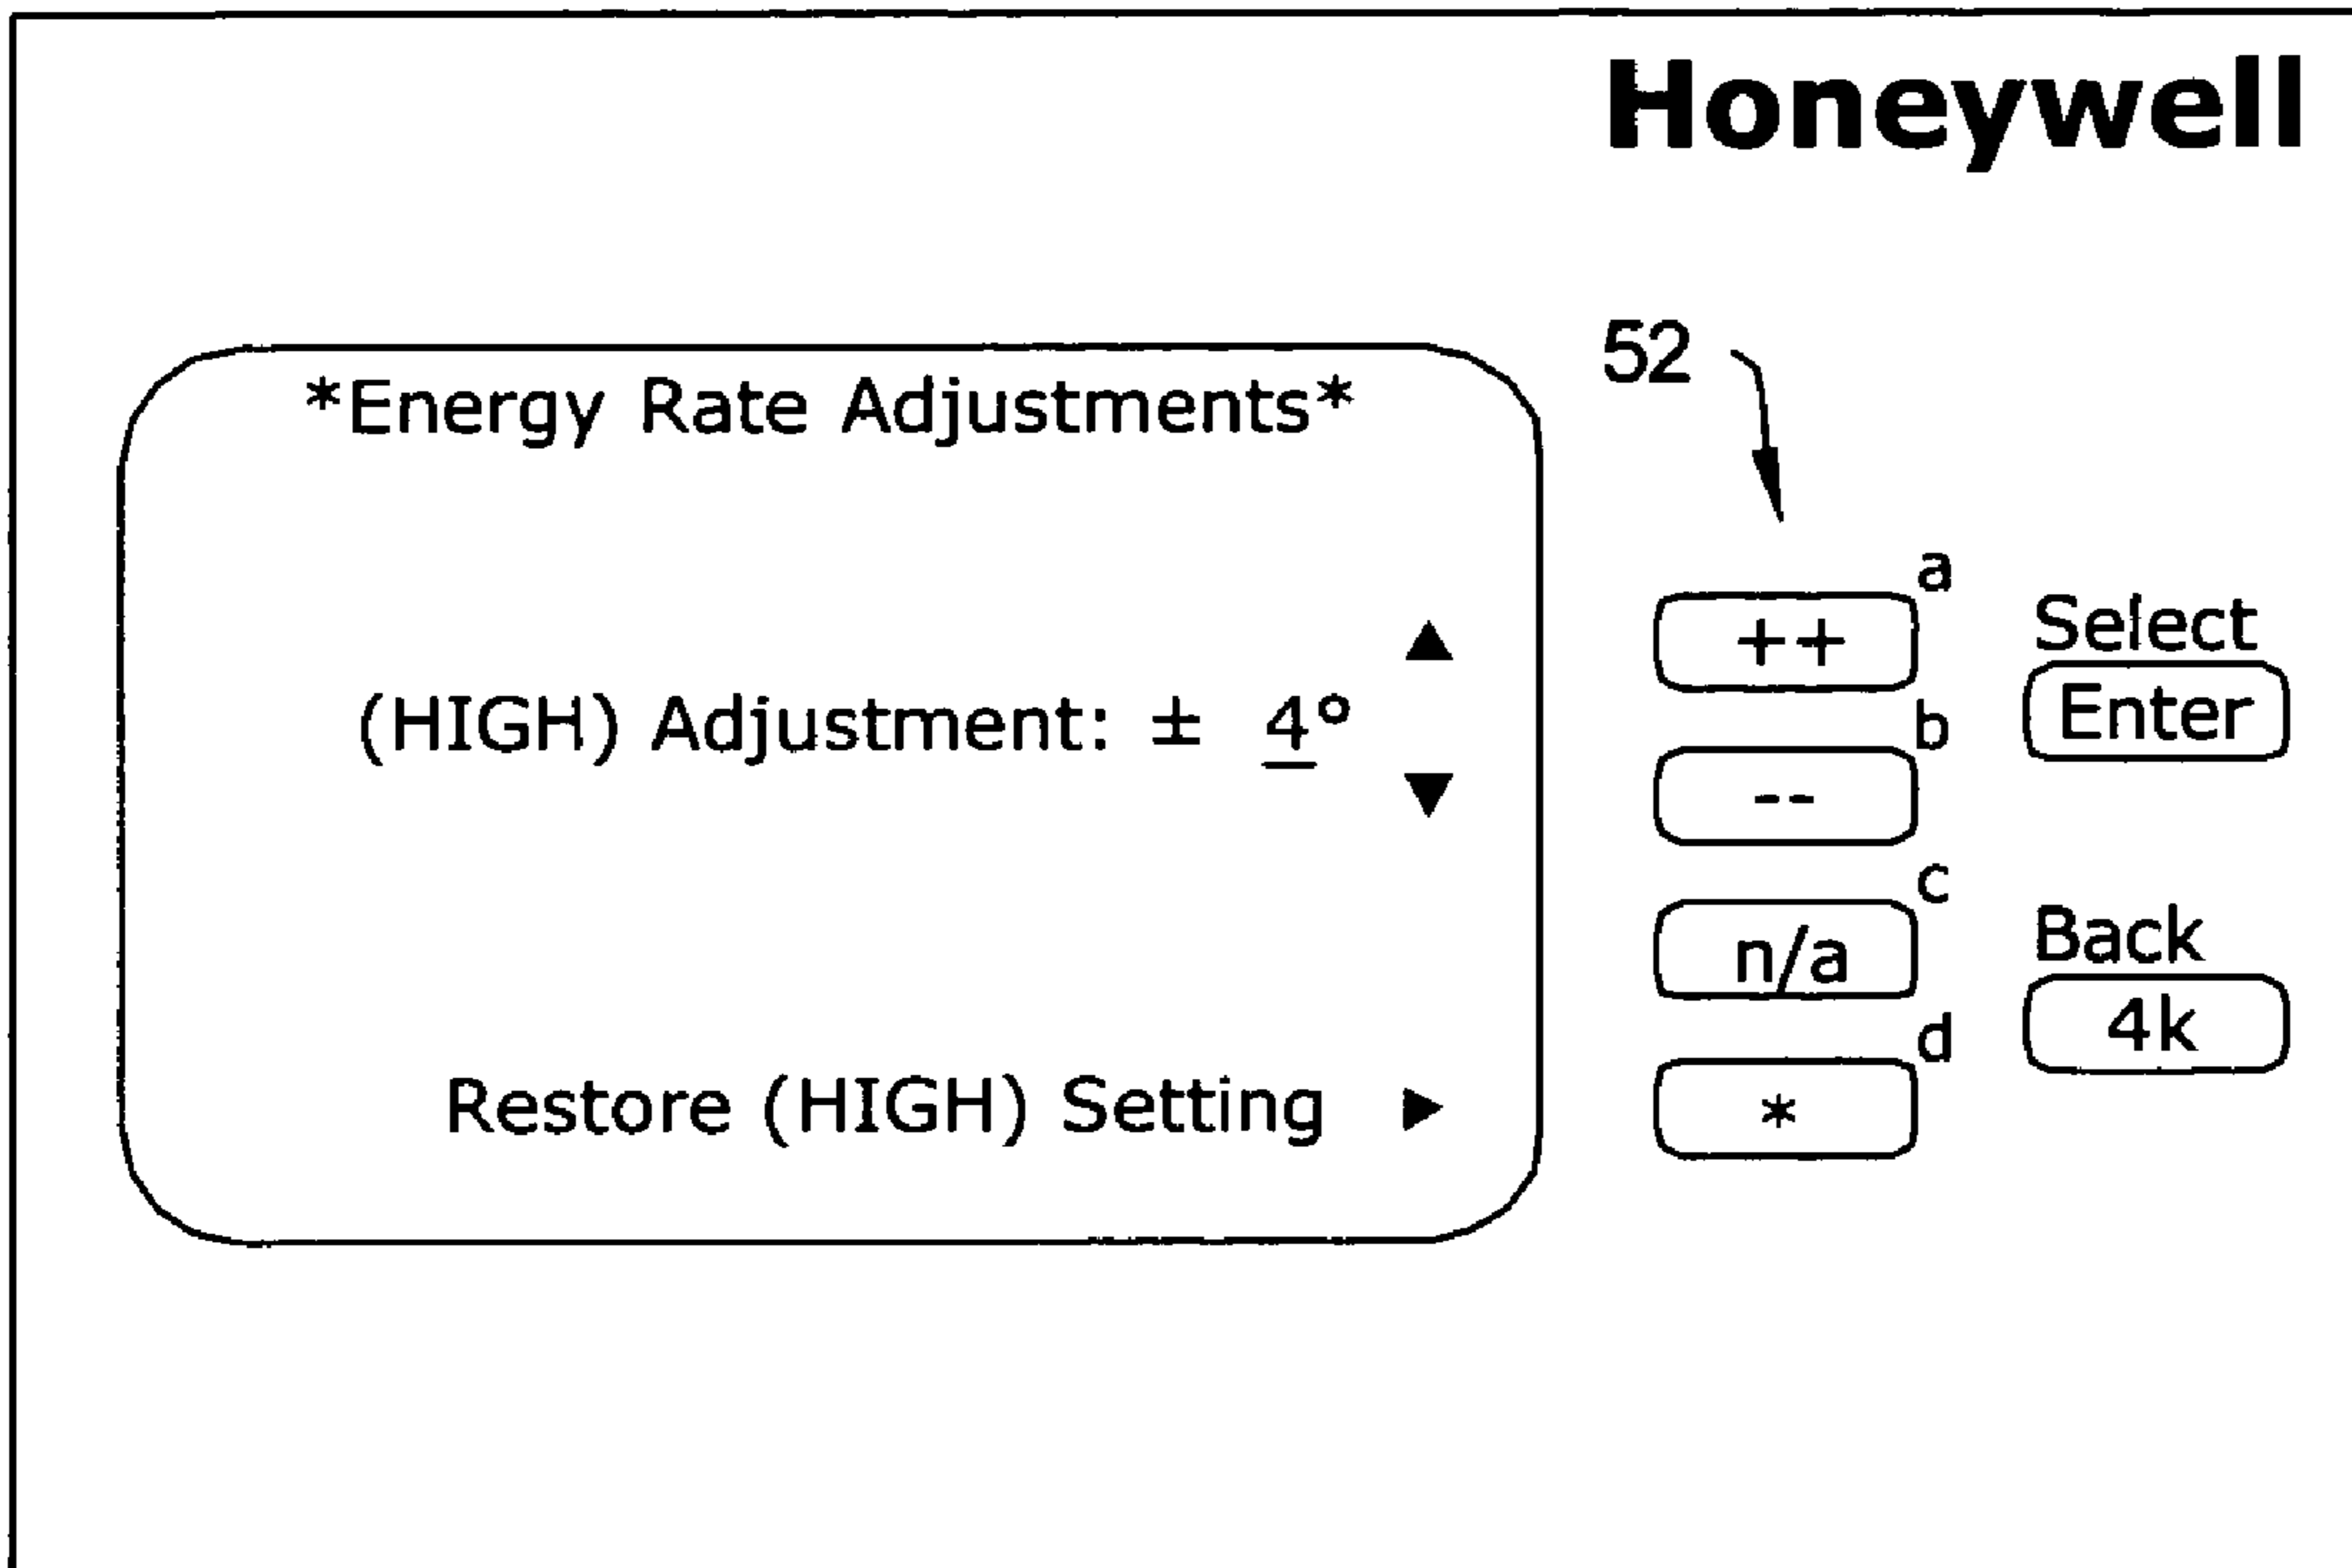 Honeywell
52
*Energy Rate Adjustments*
a
++
Select
Enter
(HIGH) Adjustment: ± 4°
b
--
c
n/a
Back
4k
d
Restore (HIGH) Setting
*